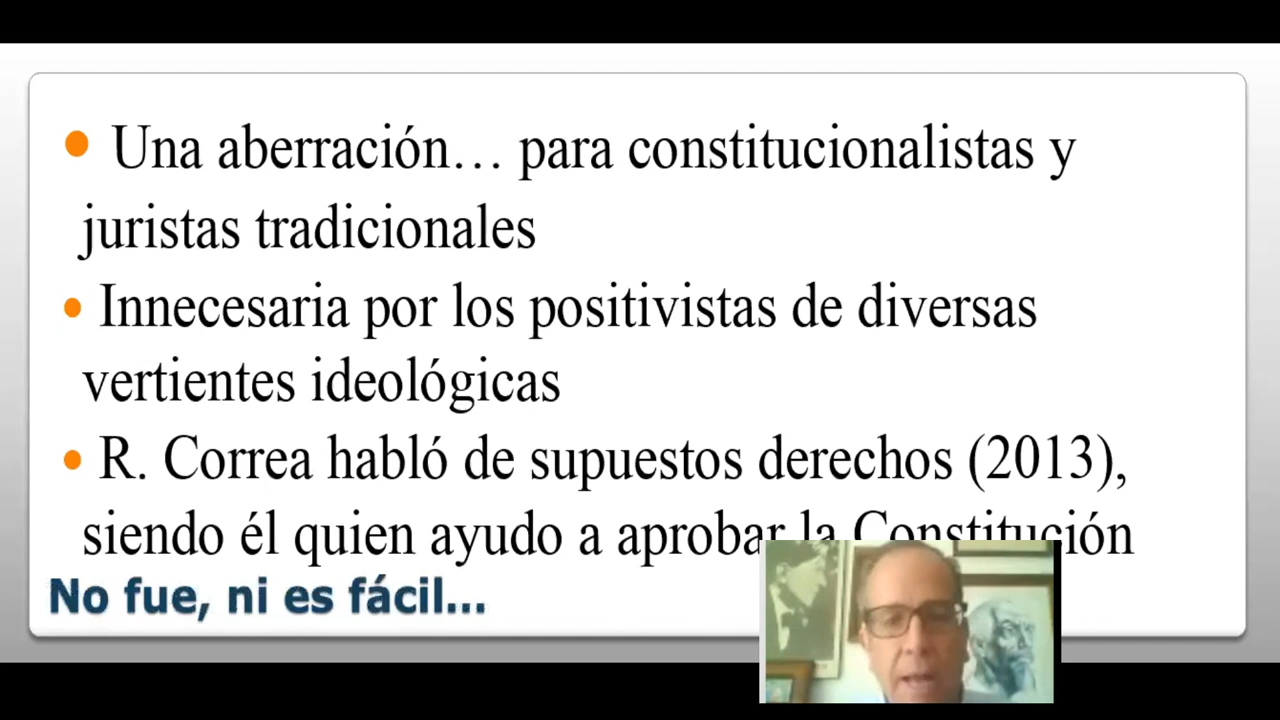 • Una aberración… para constitucionalistas y
juristas tradicionales
• Innecesaria por los positivistas de diversas
vertientes ideológicas
• R. Correa habló de supuestos derechos (2013),
siendo él quien ayudo a aprobar la Constitución
No fue, ni es fácil...